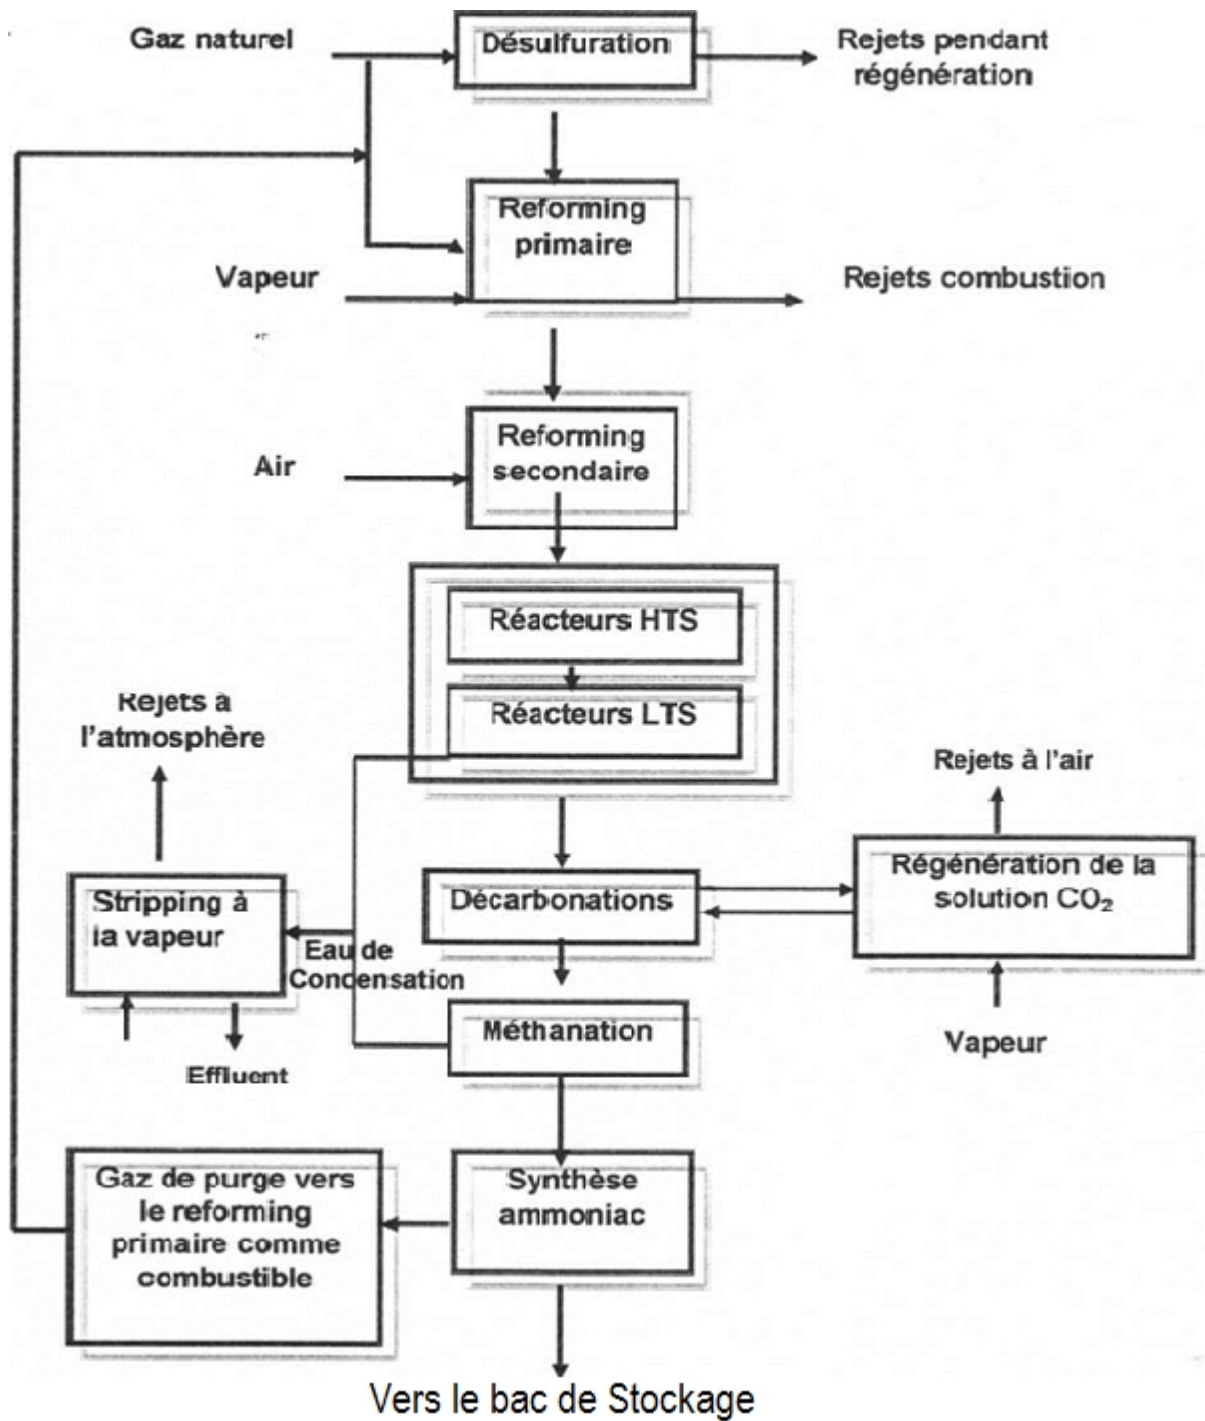 Gaz naturel
Désulfuration
Rejets pendant
régénération
Reforming
primaire
Vapeur
Rejets combustion
Reforming
secondaire
Air
Réacteurs HTS
Réacteurs LTS
Rejets à
l'atmosphère
Rejets à l'air
Stripping à
la vapeur
Eau de
Condensation
Décarbonations
Régénération de la
solution CO₂
Effluent
Méthanation
Vapeur
Gaz de purge vers
le reforming
primaire comme
combustible
Synthèse
ammoniac
Vers le bac de Stockage